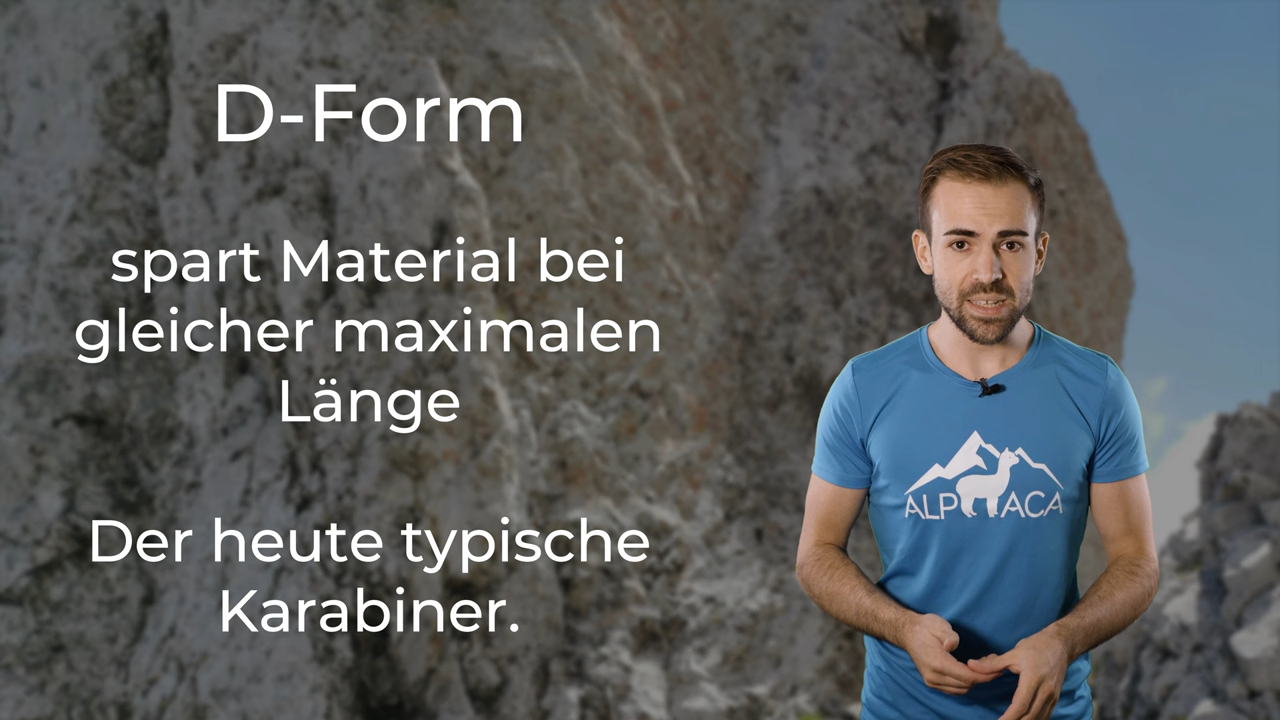 D-Form
spart Material bei
gleicher maximalen
Länge
Der heute typische
Karabiner.
ALPACA